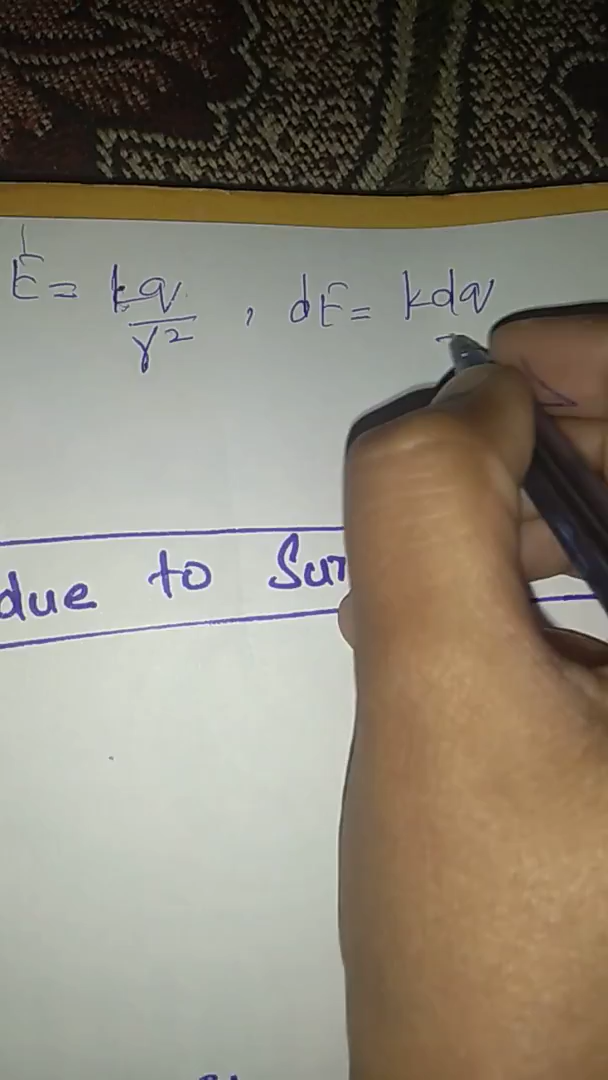 E = kq/r² , dE = kdq
due to Sur